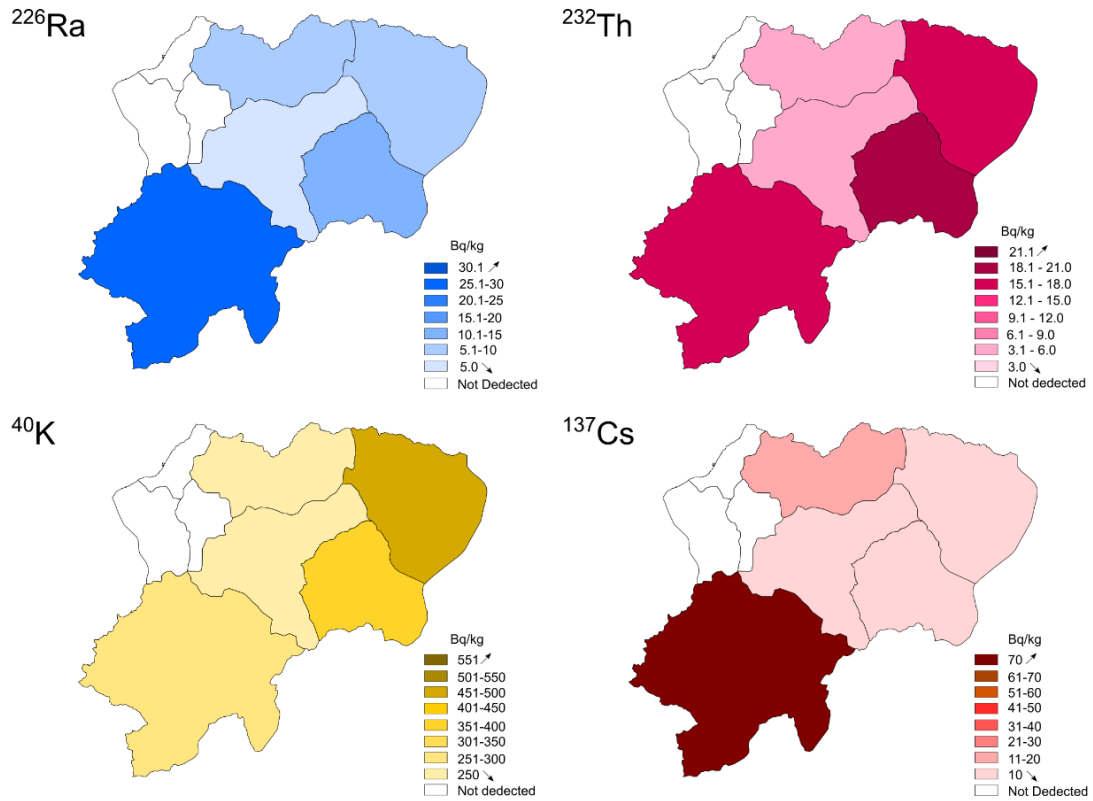 ²²⁶Ra
Bq/kg
30.1 ↗
25.1-30
20.1-25
15.1-20
10.1-15
5.1-10
5.0 ↘
Not Dedected
²³²Th
Bq/kg
21.1 ↗
18.1 - 21.0
15.1 - 18.0
12.1 - 15.0
9.1 - 12.0
6.1 - 9.0
3.1 - 6.0
3.0 ↘
Not dedected
⁴⁰K
Bq/kg
551 ↗
501-550
451-500
401-450
351-400
301-350
251-300
250 ↘
Not dedected
¹³⁷Cs
Bq/kg
70 ↗
61-70
51-60
41-50
31-40
21-30
11-20
10 ↘
Not Dedected